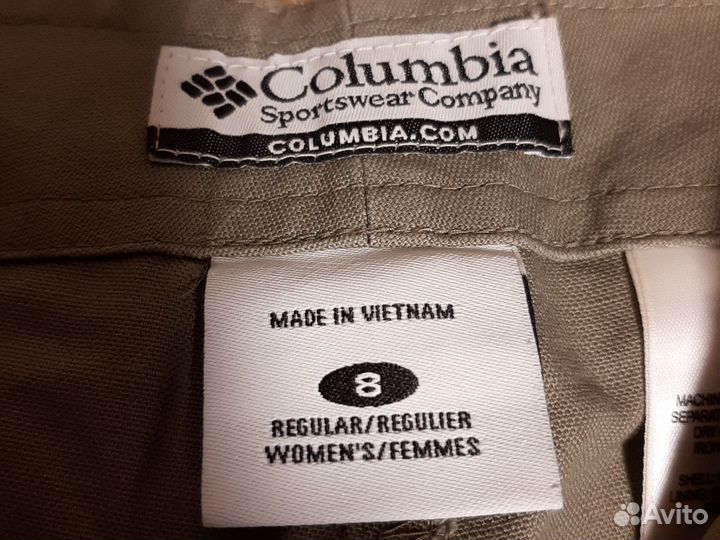 Columbia
Sportswear Company
COLUMBIA.COM
MADE IN VIETNAM
8
REGULAR/REGULIER
WOMEN'S/FEMMES
Avito